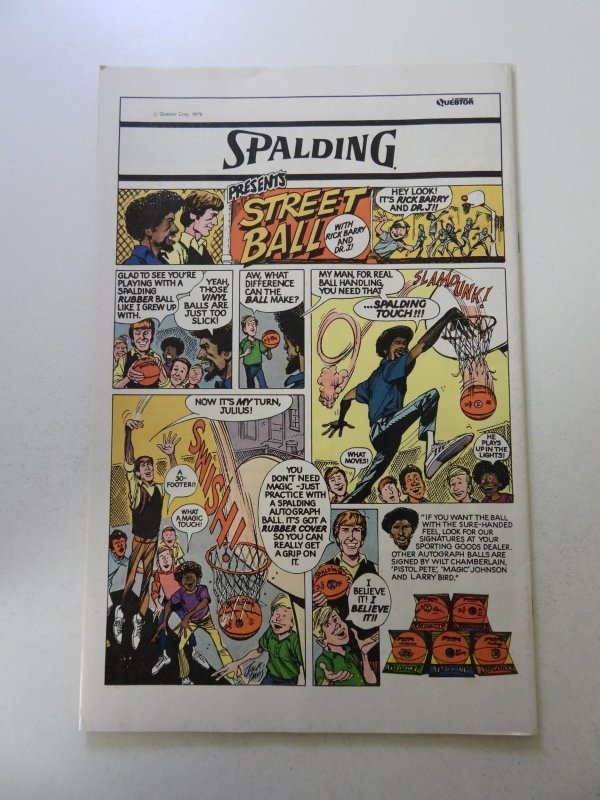 QUESTOR
© Questor Corp. 1979
SPALDING
PRESENTS
STREET
BALL
WITH
RICK BARRY
AND
DR. J!!
HEY LOOK!
IT'S RICK BARRY
AND DR. J!!
GLAD TO SEE YOU'RE
PLAYING WITH A
SPALDING
RUBBER BALL
LIKE I GREW UP
WITH.
YEAH,
THOSE
VINYL
BALLS ARE
JUST TOO
SLICK!
AW, WHAT
DIFFERENCE
CAN THE
BALL MAKE?
MY MAN, FOR REAL
BALL HANDLING,
YOU NEED THAT
...SPALDING
TOUCH!!!
SLAMDUNK!
WHAT
MOVES!
HE
PLAYS
UP IN THE
LIGHTS!
NOW IT'S MY TURN,
JULIUS!
A
30-
FOOTER!!
WHAT
A MAGIC
TOUCH!
SWISH!
YOU
DON'T NEED
MAGIC -JUST
PRACTICE WITH
A SPALDING
AUTOGRAPH
BALL. IT'S GOT A
RUBBER COVER
SO YOU CAN
REALLY GET
A GRIP ON
IT.
JACK
DAVIS
SPALDING
I
BELIEVE
IT! I
BELIEVE
IT!!
"IF YOU WANT THE BALL
WITH THE SURE-HANDED
FEEL, LOOK FOR OUR
SIGNATURES AT YOUR
SPORTING GOODS DEALER.
OTHER AUTOGRAPH BALLS ARE
SIGNED BY WILT CHAMBERLAIN,
'PISTOL PETE', 'MAGIC' JOHNSON
AND LARRY BIRD."